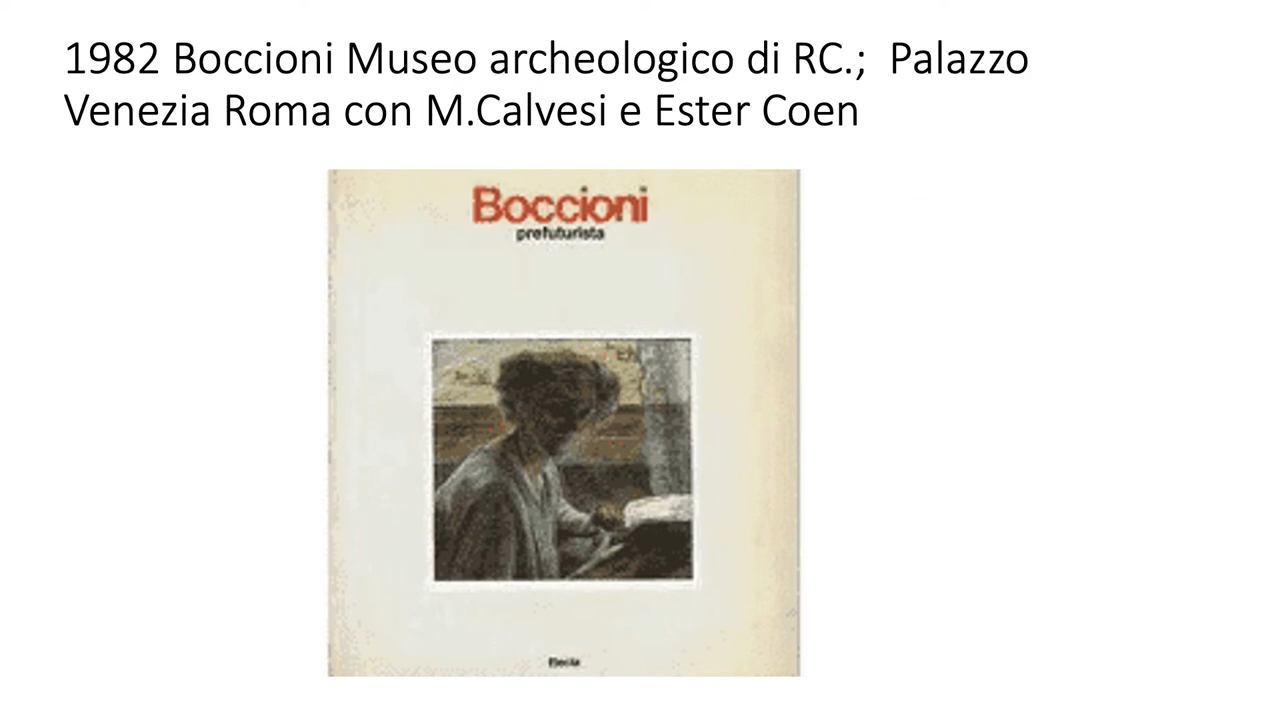 1982 Boccioni Museo archeologico di RC.;  Palazzo
Venezia Roma con M.Calvesi e Ester Coen
Boccioni
prefuturista
Electa